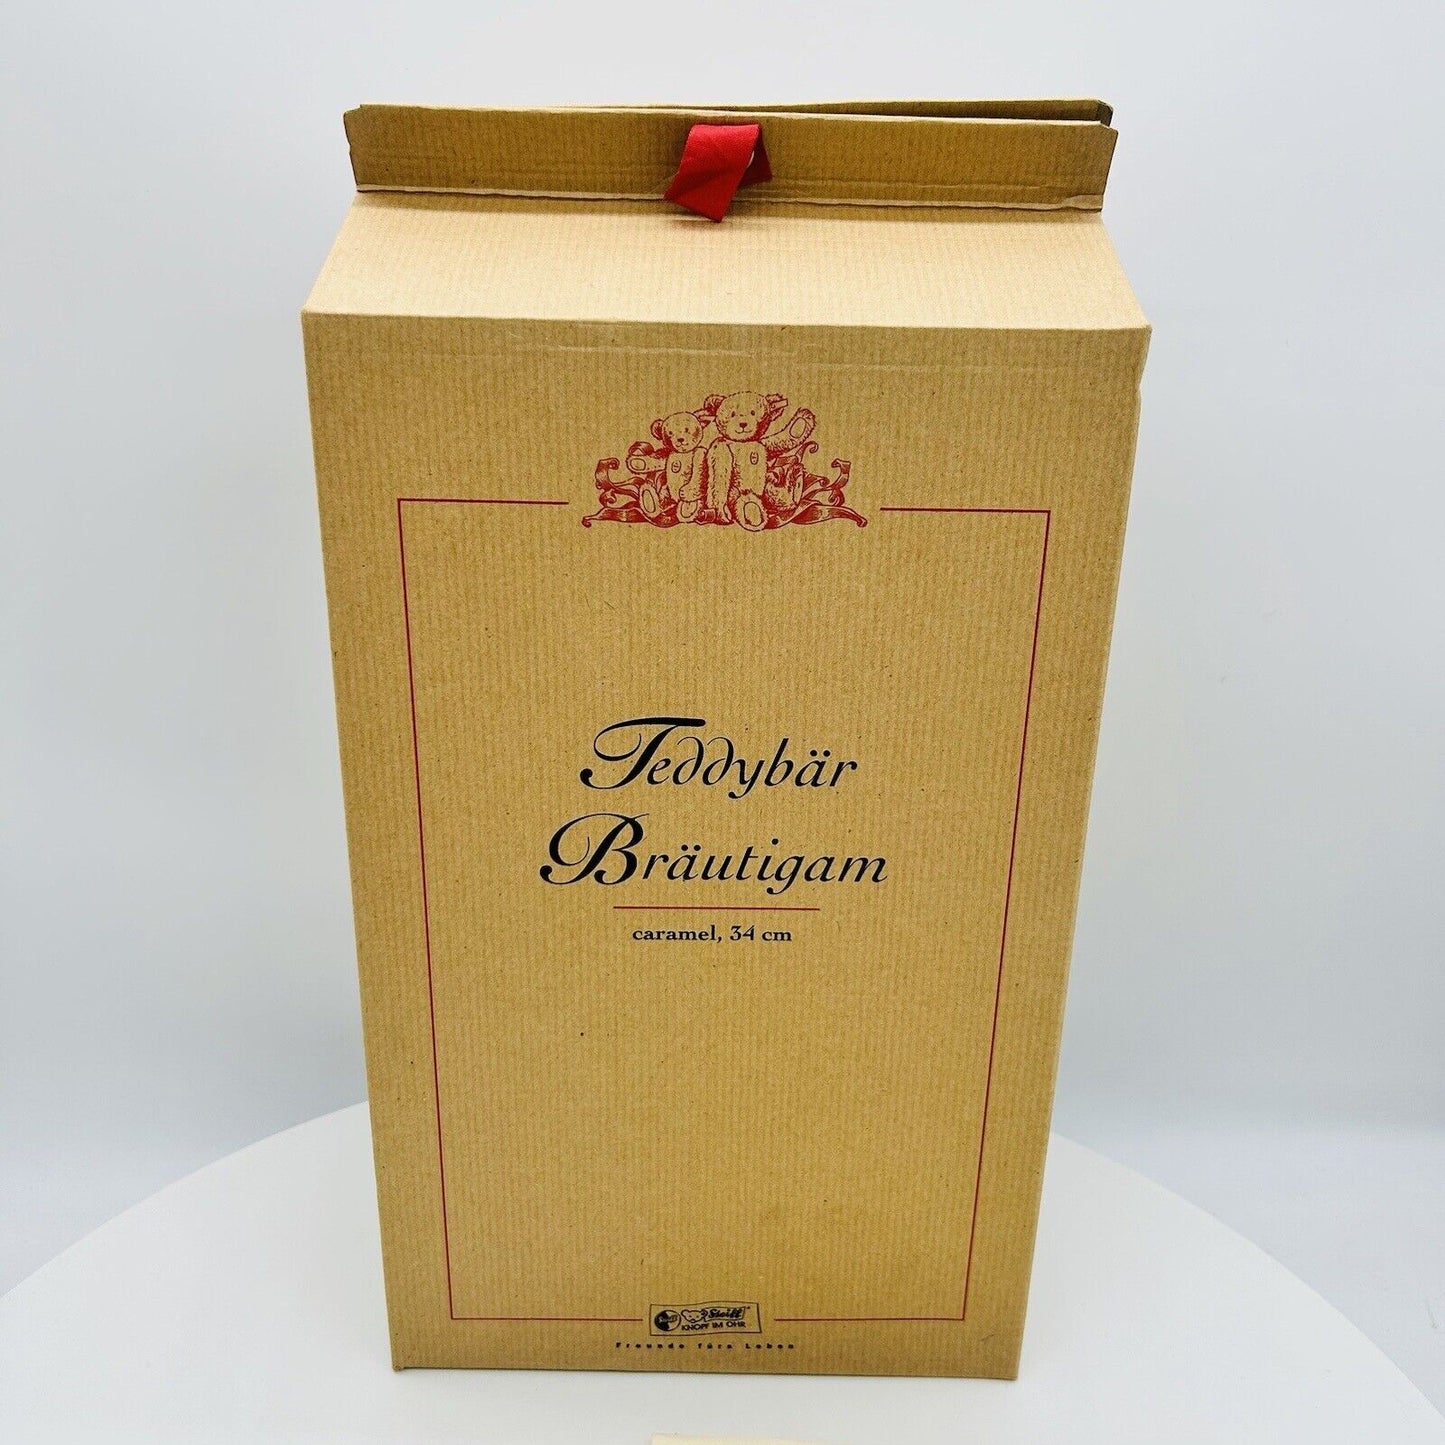 Teddybär
Bräutigam
caramel, 34 cm
Steiff
KNOPF IM OHR
Freunde fürs Leben